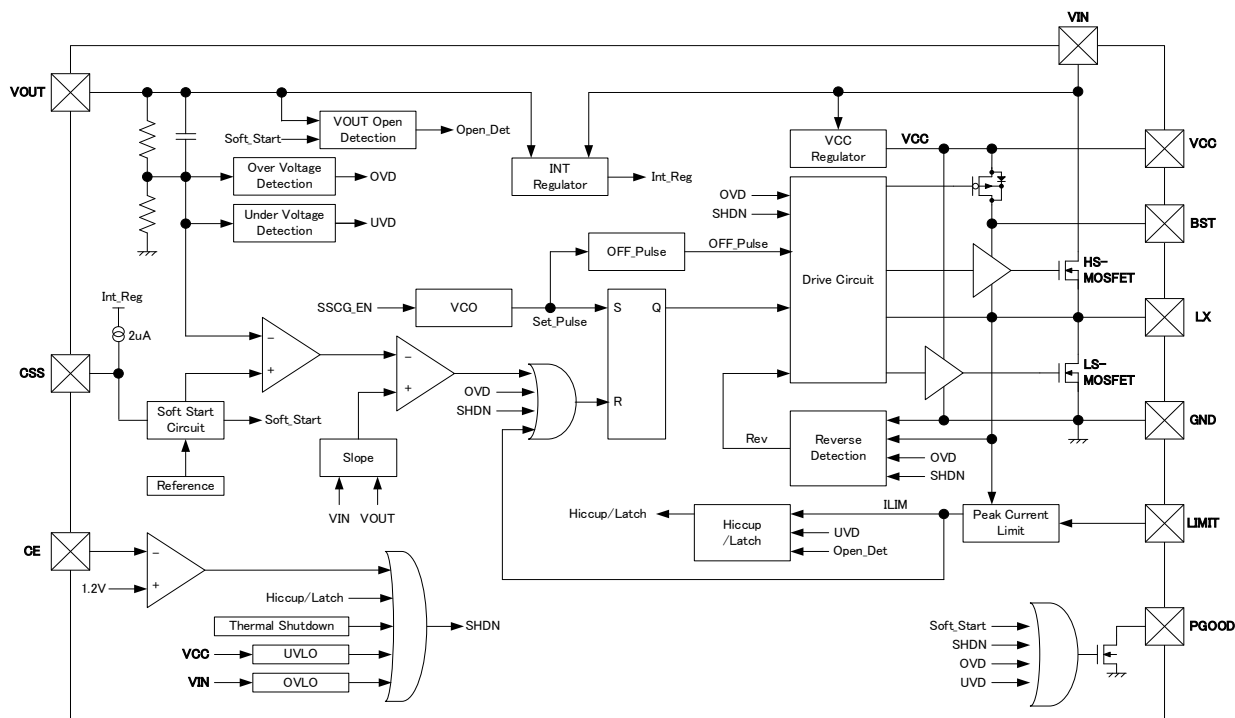 VIN
VOUT
VOUT Open
Detection
Soft_Start
Open_Det
VCC
Regulator
VCC
VCC
Over Voltage
Detection
OVD
INT
Regulator
Int_Reg
OVD
SHDN
Under Voltage
Detection
UVD
BST
OFF_Pulse
OFF_Pulse
Drive Circuit
HS-
MOSFET
Int_Reg
2uA
SSCG_EN
VCO
Set_Pulse
S
Q
LX
CSS
−
+
−
+
OVD
SHDN
R
LS-
MOSFET
Soft Start
Circuit
Soft_Start
GND
Rev
Reverse
Detection
OVD
SHDN
Slope
Reference
VIN
VOUT
Hiccup/Latch
Hiccup
/Latch
ILIM
UVD
Open_Det
Peak Current
Limit
LIMIT
CE
−
+
1.2V
Hiccup/Latch
Thermal Shutdown
SHDN
VCC
UVLO
VIN
OVLO
Soft_Start
SHDN
OVD
UVD
PGOOD